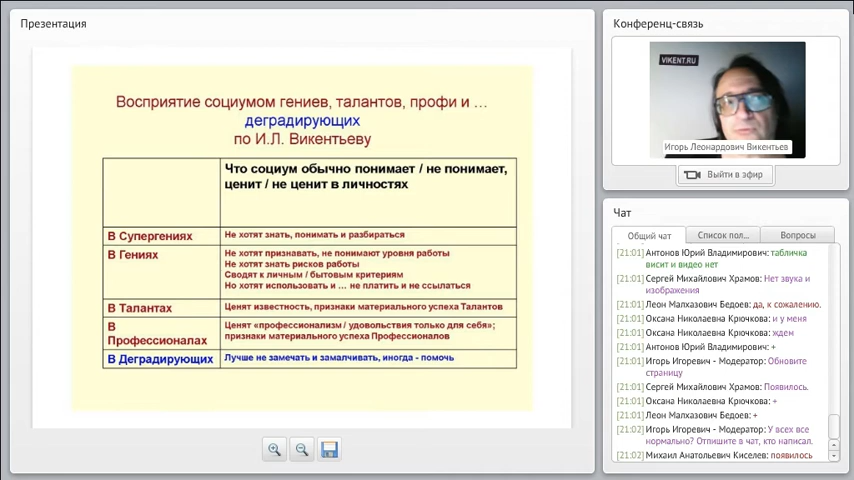 Презентация
Восприятие социумом гениев, талантов, профи и ...
деградирующих
по И.Л. Викентьеву
Что социум обычно понимает / не понимает,
ценит / не ценит в личностях
В Супергениях
Не хотят знать, понимать и разбираться
В Гениях
Не хотят признавать, не понимают уровня работы
Не хотят знать рисков работы
Сводят к личным / бытовым критериям
Но хотят использовать и ... не платить и не ссылаться
В Талантах
Ценят известность, признаки материального успеха Талантов
В
Профессионалах
Ценят «профессионализм / удовольствия только для себя»;
признаки материального успеха Профессионалов
В Деградирующих
Лучше не замечать и замалчивать, иногда - помочь
Конференц-связь
VIKENT.RU
Игорь Леонардович Викентьев
Выйти в эфир
Чат
Общий чат
Список пол...
Вопросы
[21:01] Антонов Юрий Владимирович: табличка
висит и видео нет
[21:01] Сергей Михайлович Храмов: Нет звука и
изображения
[21:01] Леон Малхазович Бедоев: да, к сожалению.
[21:01] Оксана Николаевна Крючкова: и у меня
[21:01] Оксана Николаевна Крючкова: ждем
[21:01] Антонов Юрий Владимирович: +
[21:01] Игорь Игоревич - Модератор: Обновите
страницу
[21:01] Сергей Михайлович Храмов: Появилось.
[21:01] Оксана Николаевна Крючкова: +
[21:01] Леон Малхазович Бедоев: +
[21:02] Игорь Игоревич - Модератор: У всех все
нормально? Отпишите в чат, кто написал.
[21:02] Михаил Анатольевич Киселев: появилось